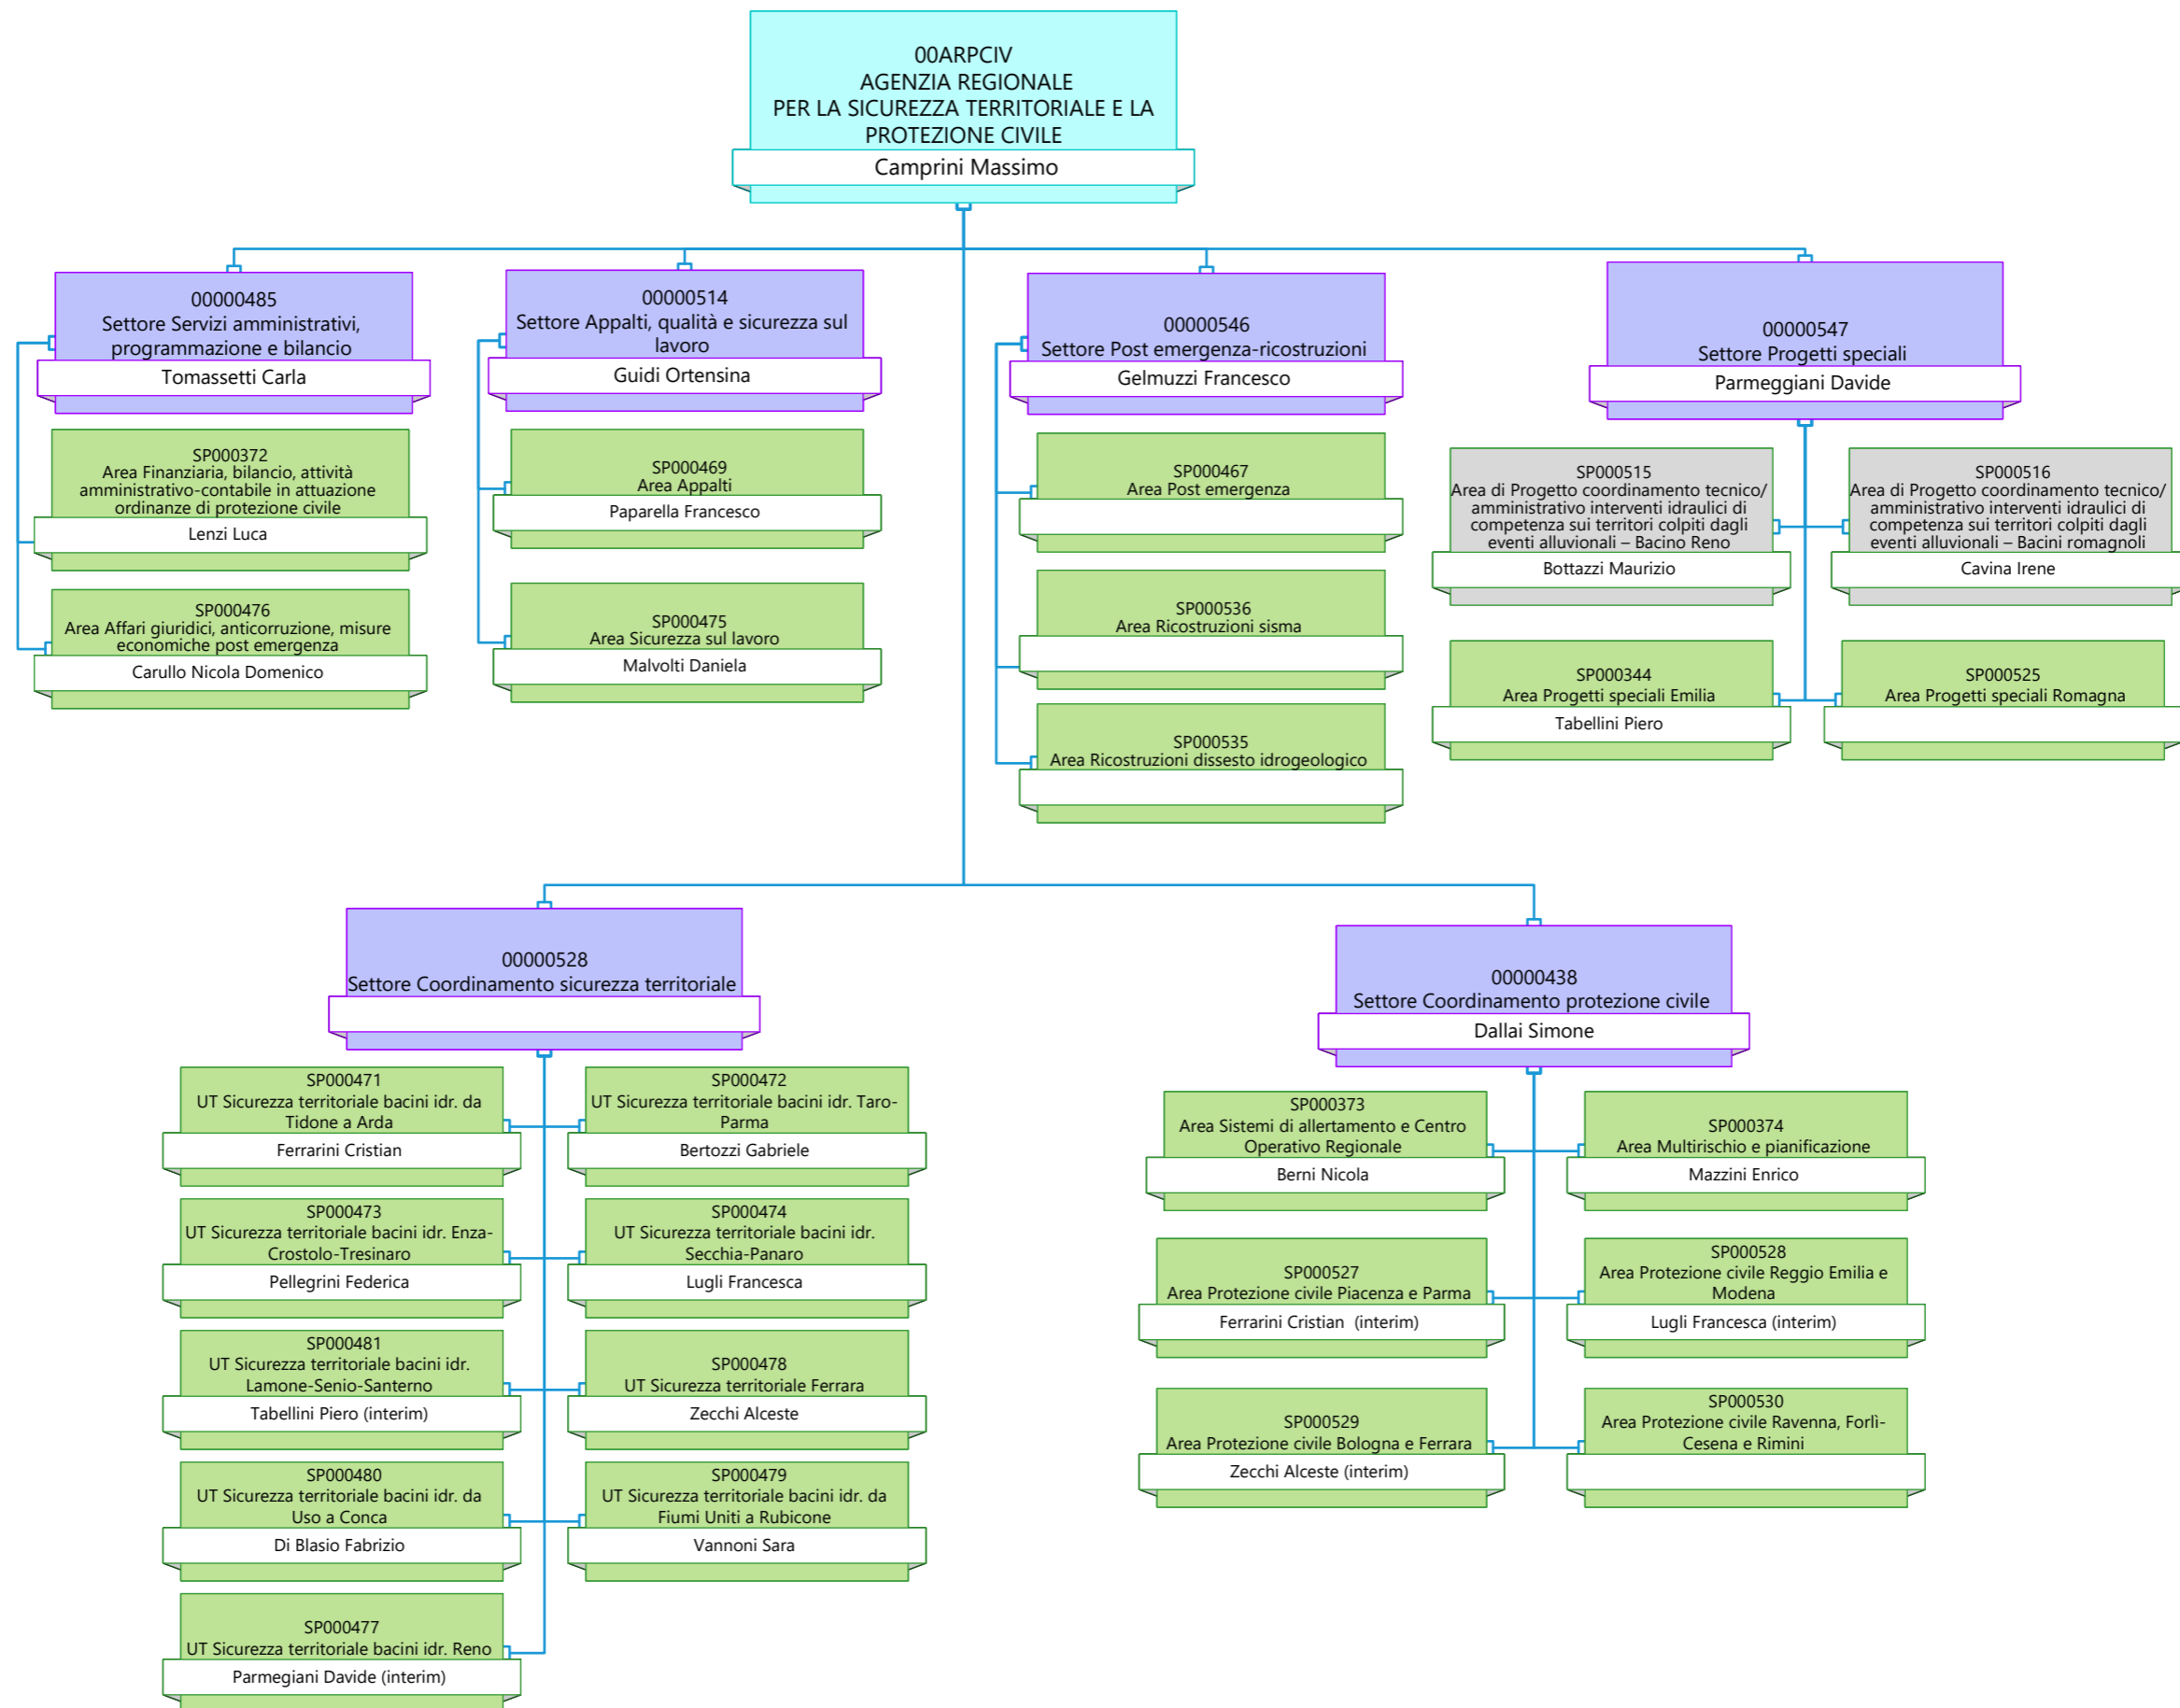 00ARPCIV
AGENZIA REGIONALE
PER LA SICUREZZA TERRITORIALE E LA
PROTEZIONE CIVILE
Camprini Massimo
00000485
Settore Servizi amministrativi,
programmazione e bilancio
Tomassetti Carla
SP000372
Area Finanziaria, bilancio, attività
amministrativo-contabile in attuazione
ordinanze di protezione civile
Lenzi Luca
SP000476
Area Affari giuridici, anticorruzione, misure
economiche post emergenza
Carullo Nicola Domenico
00000514
Settore Appalti, qualità e sicurezza sul
lavoro
Guidi Ortensina
SP000469
Area Appalti
Paparella Francesco
SP000475
Area Sicurezza sul lavoro
Malvolti Daniela
00000546
Settore Post emergenza-ricostruzioni
Gelmuzzi Francesco
SP000467
Area Post emergenza
SP000536
Area Ricostruzioni sisma
SP000535
Area Ricostruzioni dissesto idrogeologico
00000547
Settore Progetti speciali
Parmeggiani Davide
SP000515
Area di Progetto coordinamento tecnico/
amministrativo interventi idraulici di
competenza sui territori colpiti dagli
eventi alluvionali – Bacino Reno
Bottazzi Maurizio
SP000516
Area di Progetto coordinamento tecnico/
amministrativo interventi idraulici di
competenza sui territori colpiti dagli
eventi alluvionali – Bacini romagnoli
Cavina Irene
SP000344
Area Progetti speciali Emilia
Tabellini Piero
SP000525
Area Progetti speciali Romagna
00000528
Settore Coordinamento sicurezza territoriale
SP000471
UT Sicurezza territoriale bacini idr. da
Tidone a Arda
Ferrarini Cristian
SP000472
UT Sicurezza territoriale bacini idr. Taro-
Parma
Bertozzi Gabriele
SP000473
UT Sicurezza territoriale bacini idr. Enza-
Crostolo-Tresinaro
Pellegrini Federica
SP000474
UT Sicurezza territoriale bacini idr.
Secchia-Panaro
Lugli Francesca
SP000481
UT Sicurezza territoriale bacini idr.
Lamone-Senio-Santerno
Tabellini Piero (interim)
SP000478
UT Sicurezza territoriale Ferrara
Zecchi Alceste
SP000480
UT Sicurezza territoriale bacini idr. da
Uso a Conca
Di Blasio Fabrizio
SP000479
UT Sicurezza territoriale bacini idr. da
Fiumi Uniti a Rubicone
Vannoni Sara
SP000477
UT Sicurezza territoriale bacini idr. Reno
Parmegiani Davide (interim)
00000438
Settore Coordinamento protezione civile
Dallai Simone
SP000373
Area Sistemi di allertamento e Centro
Operativo Regionale
Berni Nicola
SP000374
Area Multirischio e pianificazione
Mazzini Enrico
SP000527
Area Protezione civile Piacenza e Parma
Ferrarini Cristian  (interim)
SP000528
Area Protezione civile Reggio Emilia e
Modena
Lugli Francesca (interim)
SP000529
Area Protezione civile Bologna e Ferrara
Zecchi Alceste (interim)
SP000530
Area Protezione civile Ravenna, Forlì-
Cesena e Rimini